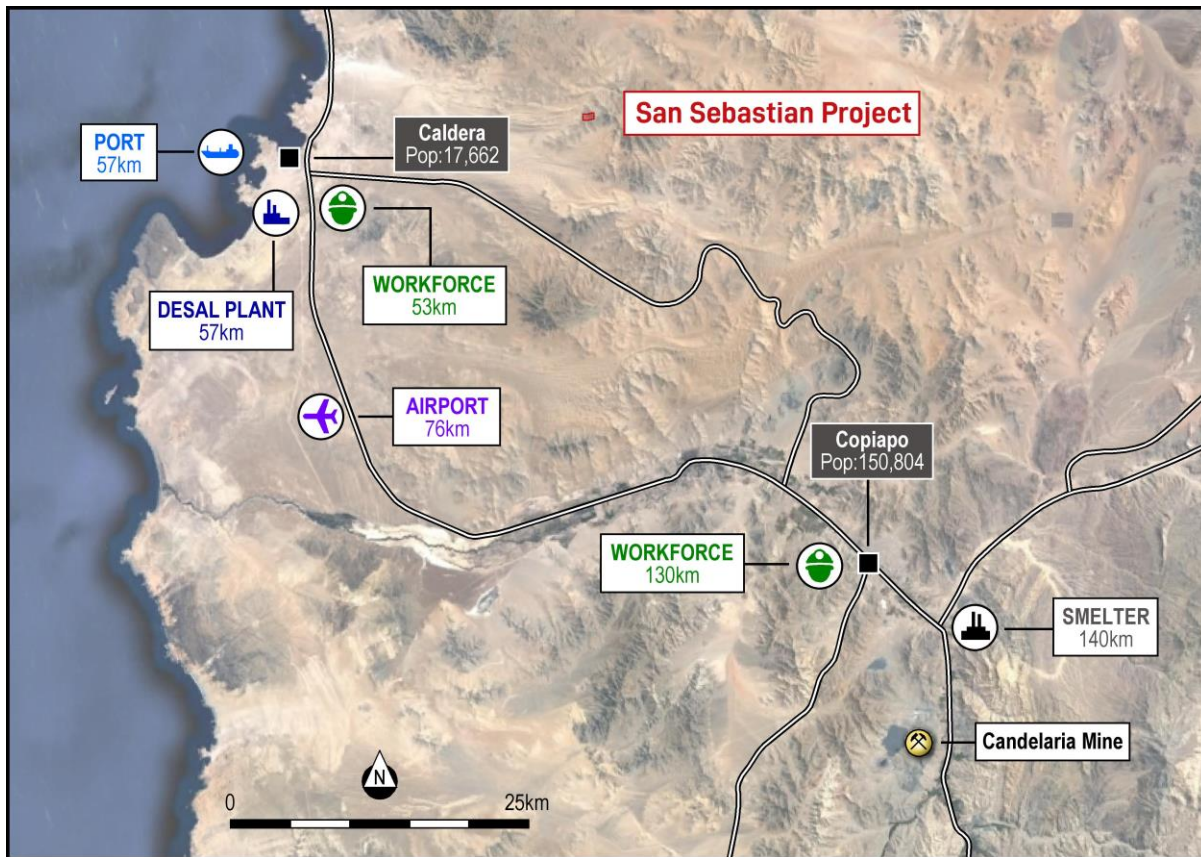 San Sebastian Project
PORT
57km
Caldera
Pop:17,662
WORKFORCE
53km
DESAL PLANT
57km
AIRPORT
76km
Copiapo
Pop:150,804
WORKFORCE
130km
SMELTER
140km
Candelaria Mine
N
0 25km